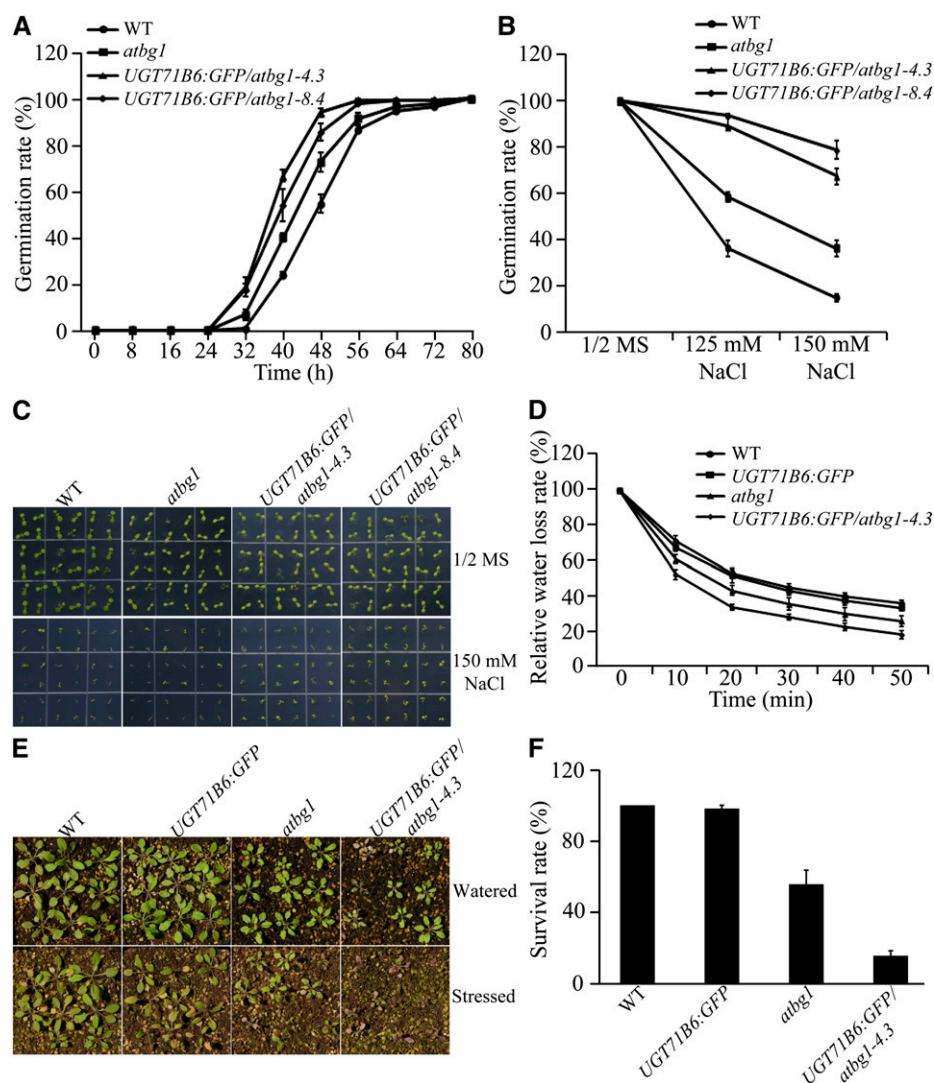 A
WT
atbg1
UGT71B6:GFP/atbg1-4.3
UGT71B6:GFP/atbg1-8.4
Germination rate (%)
120
100
80
60
40
20
0
0 8 16 24 32 40 48 56 64 72 80
Time (h)
B
WT
atbg1
UGT71B6:GFP/atbg1-4.3
UGT71B6:GFP/atbg1-8.4
Germination rate (%)
120
100
80
60
40
20
0
1/2 MS
125 mM
NaCl
150 mM
NaCl
C
WT
atbg1
UGT71B6:GFP/
atbg1-4.3
UGT71B6:GFP/
atbg1-8.4
1/2 MS
150 mM
NaCl
D
WT
UGT71B6:GFP
atbg1
UGT71B6:GFP/atbg1-4.3
Relative water loss rate (%)
120
100
80
60
40
20
0
0 10 20 30 40 50
Time (min)
E
WT
UGT71B6:GFP
atbg1
UGT71B6:GFP/
atbg1-4.3
Watered
Stressed
F
Survival rate (%)
120
80
40
0
WT
UGT71B6:GFP
atbg1
UGT71B6:GFP/
atbg1-4.3